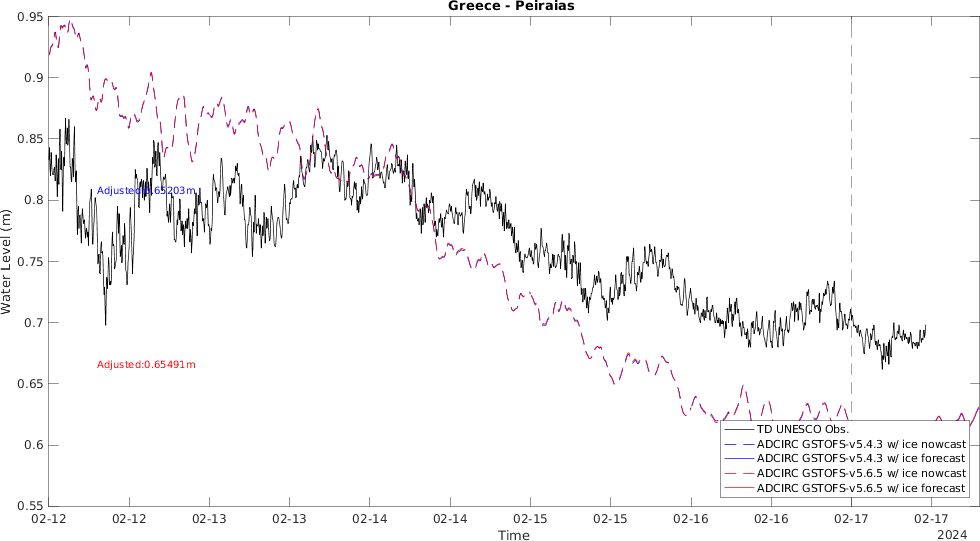 Greece - Peiraias
0.95
0.9
0.85
0.8
0.75
0.7
0.65
0.6
0.55
Water Level (m)
Adjusted:0.65203m
Adjusted:0.65491m
TD UNESCO Obs.
ADCIRC GSTOFS-v5.4.3 w/ ice nowcast
ADCIRC GSTOFS-v5.4.3 w/ ice forecast
ADCIRC GSTOFS-v5.6.5 w/ ice nowcast
ADCIRC GSTOFS-v5.6.5 w/ ice forecast
02-12 02-12 02-13 02-13 02-14 02-14 02-15 02-15 02-16 02-16 02-17 02-17
Time
2024